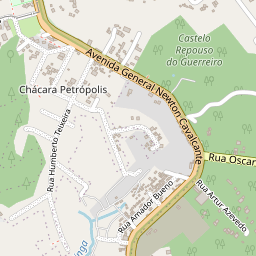 Avenida General Newton Cavalcante
Castelo
Repouso
do Guerreiro
Chácara Petrópolis
Rua Humberto Teixeira
Rua Oscar
Rua Artur Azevedo
Rua Amador Bueno